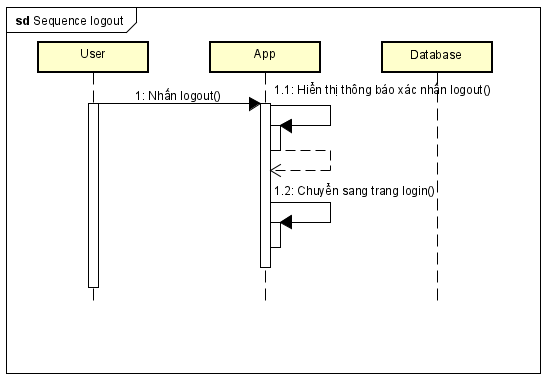 sd Sequence logout
User
App
Database
1.1: Hiển thị thông báo xác nhận logout()
1: Nhấn logout()
1.2: Chuyển sang trang login()